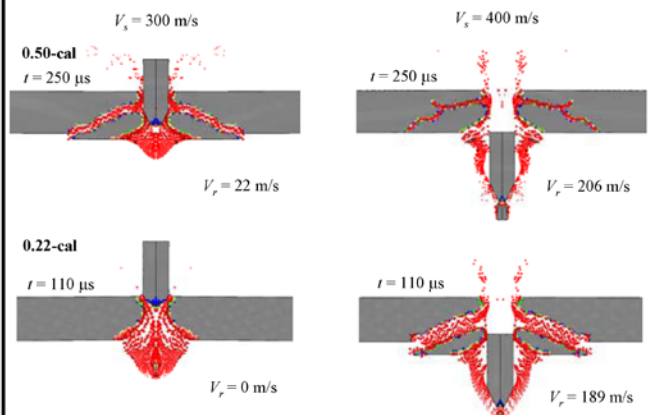 V_s = 300 m/s
V_s = 400 m/s
0.50-cal
t = 250 μs
t = 250 μs
V_r = 22 m/s
V_r = 206 m/s
0.22-cal
t = 110 μs
t = 110 μs
V_r = 0 m/s
V_r = 189 m/s